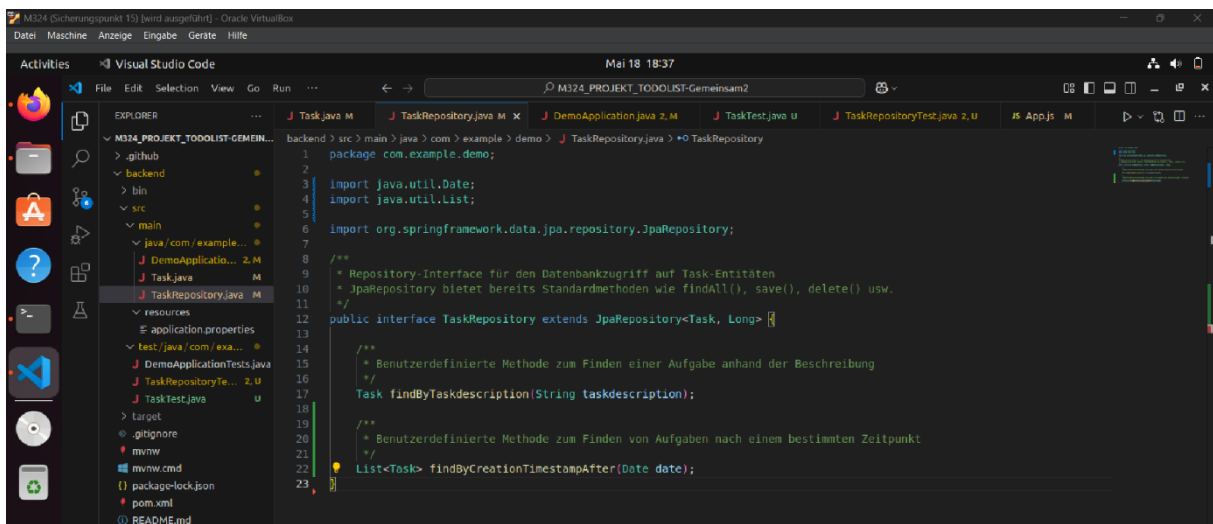 M324 (Sicherungspunkt 15) [wird ausgeführt] - Oracle VirtualBox
Datei Maschine Anzeige Eingabe Geräte Hilfe
Activities Visual Studio Code Mai 18 18:37
File Edit Selection View Go Run ··· M324_PROJEKT_TODOLIST-Gemeinsam2
EXPLORER ···
M324_PROJEKT_TODOLIST-GEMEIN...
> .github
backend
> bin
src
main
java/com/example...
J DemoApplicatio... 2, M
J Task.java M
J TaskRepository.java M
resources
application.properties
test/java/com/exa...
J DemoApplicationTests.java
J TaskRepositoryTe... 2, U
J TaskTest.java U
> target
.gitignore
mvnw
mvnw.cmd
{} package-lock.json
pom.xml
README.md
J Task.java M J TaskRepository.java M × J DemoApplication.java 2, M J TaskTest.java U J TaskRepositoryTest.java 2, U JS App.js M
backend > src > main > java > com > example > demo > J TaskRepository.java > TaskRepository
1 package com.example.demo;
2
3 import java.util.Date;
4 import java.util.List;
5
6 import org.springframework.data.jpa.repository.JpaRepository;
7
8 /**
9 * Repository-Interface für den Datenbankzugriff auf Task-Entitäten
10 * JpaRepository bietet bereits Standardmethoden wie findAll(), save(), delete() usw.
11 */
12 public interface TaskRepository extends JpaRepository<Task, Long> {
13
14 /**
15 * Benutzerdefinierte Methode zum Finden einer Aufgabe anhand der Beschreibung
16 */
17 Task findByTaskdescription(String taskdescription);
18
19 /**
20 * Benutzerdefinierte Methode zum Finden von Aufgaben nach einem bestimmten Zeitpunkt
21 */
22 List<Task> findByCreationTimestampAfter(Date date);
23 }